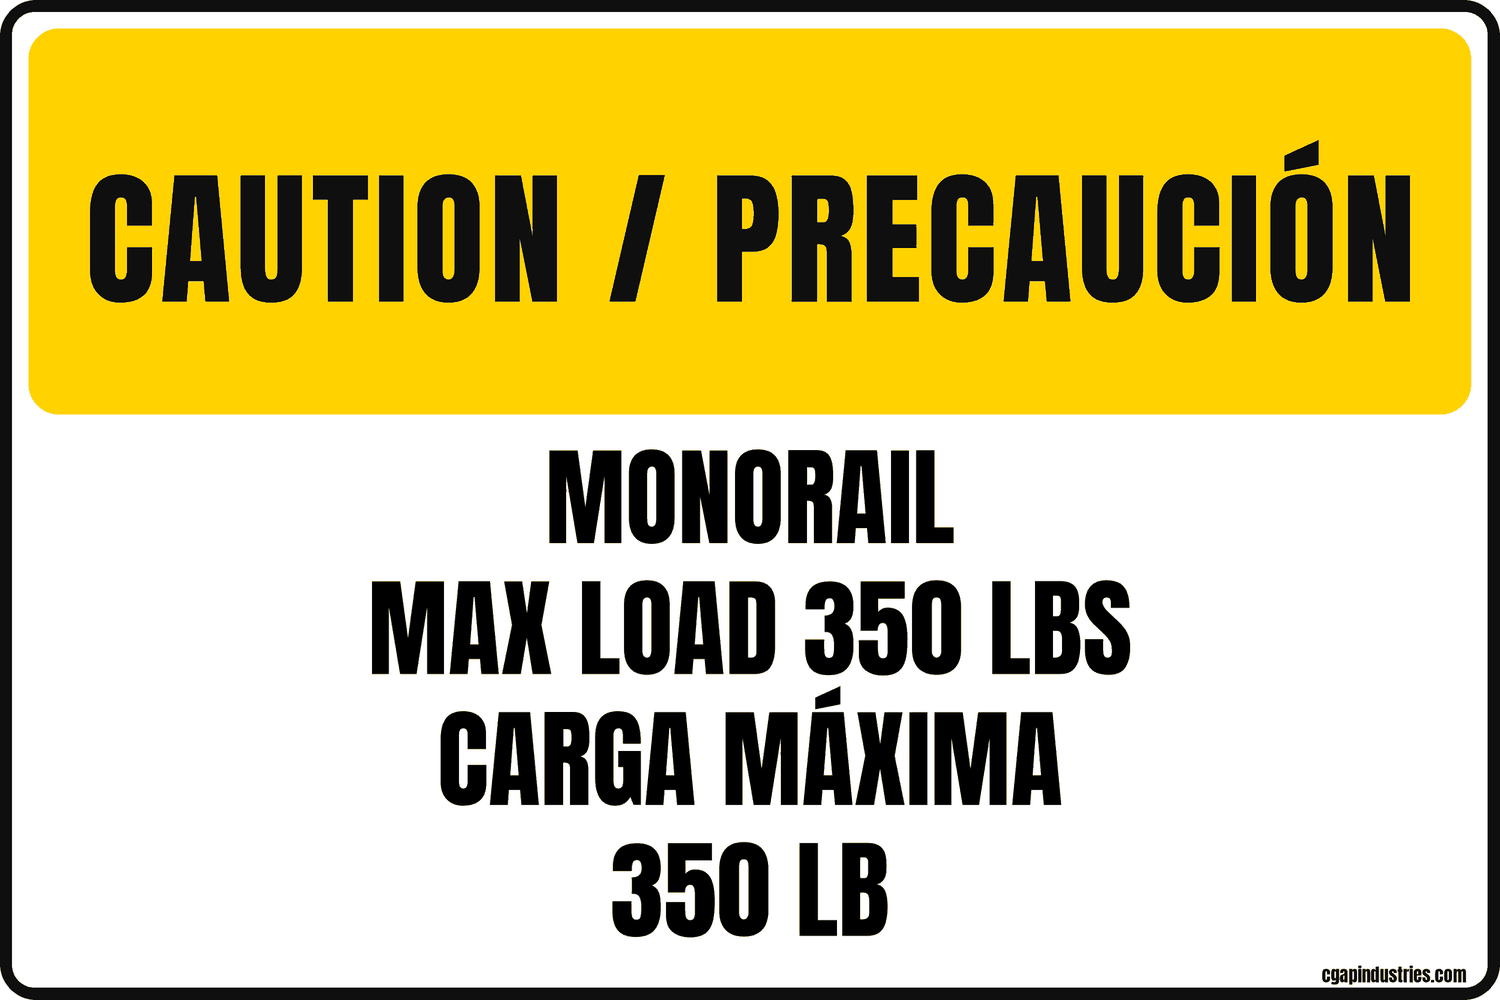 CAUTION / PRECAUCIÓN
MONORAIL
MAX LOAD 350 LBS
CARGA MÁXIMA
350 LB
cgapindustries.com